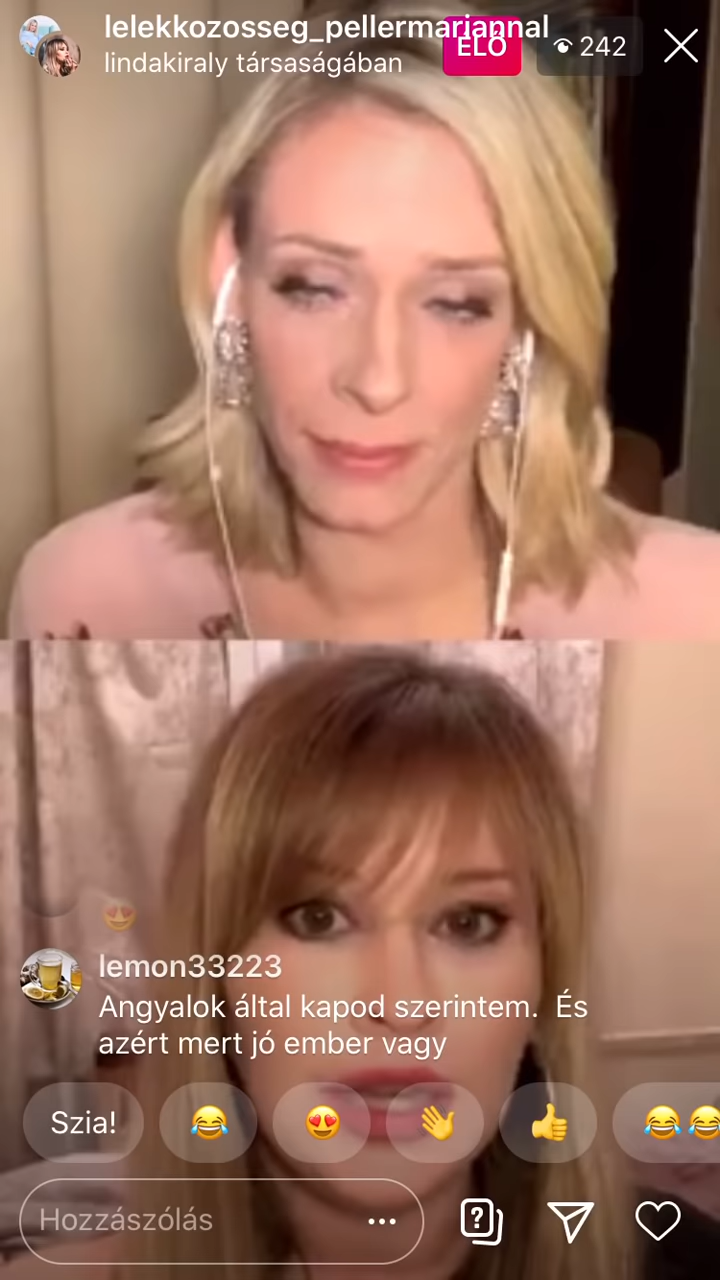 lelekkozosseg_pellermariannal
lindakiraly társaságában
ÉLŐ
242
lemon33223
Angyalok által kapod szerintem. És
azért mert jó ember vagy
Szia!
Hozzászólás